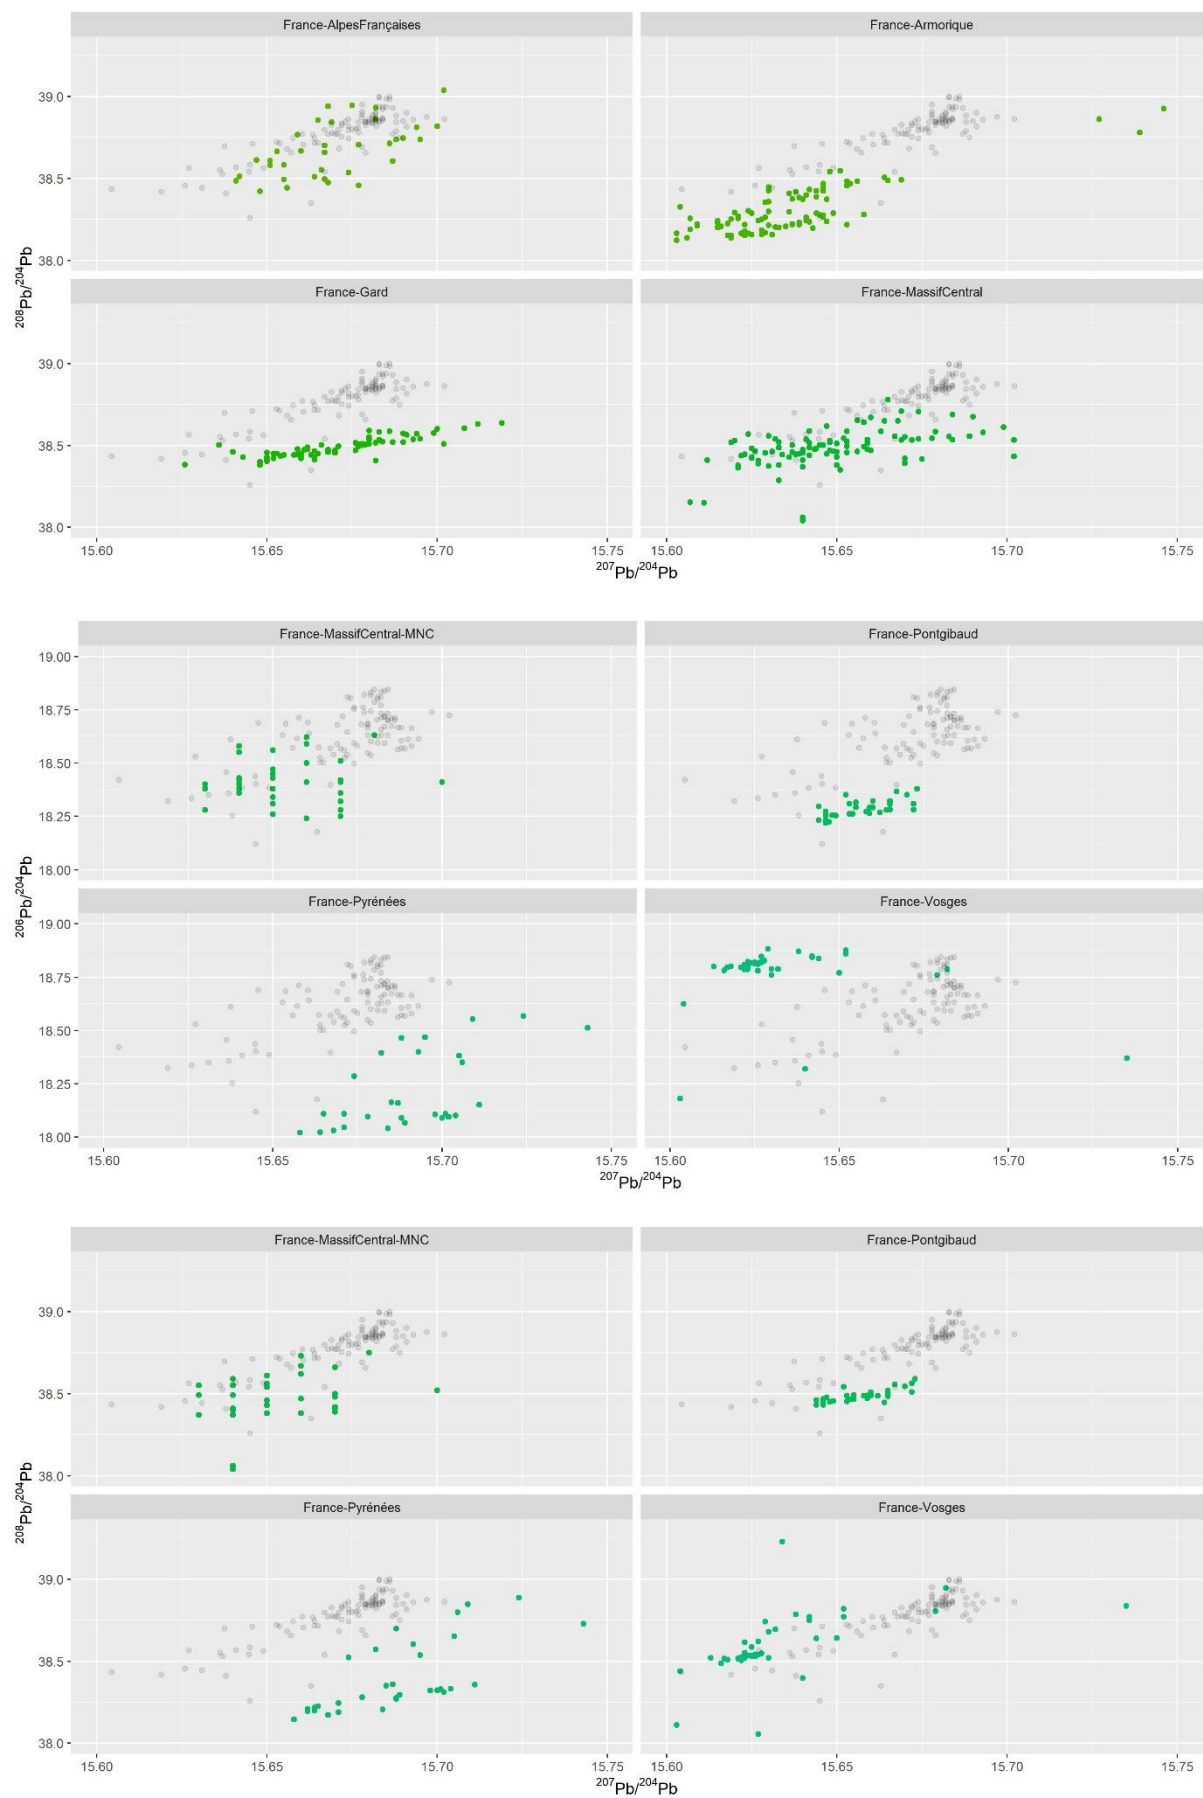 France-AlpesFrançaises France-Armorique
39.0
38.5
38.0
France-Gard France-MassifCentral
39.0
38.5
38.0
²⁰⁸Pb/²⁰⁴Pb
15.60 15.65 15.70 15.75 15.60 15.65 15.70 15.75
²⁰⁷Pb/²⁰⁴Pb
France-MassifCentral-MNC France-Pontgibaud
19.00
18.75
18.50
18.25
18.00
France-Pyrénées France-Vosges
19.00
18.75
18.50
18.25
18.00
²⁰⁶Pb/²⁰⁴Pb
15.60 15.65 15.70 15.75 15.60 15.65 15.70 15.75
²⁰⁷Pb/²⁰⁴Pb
France-MassifCentral-MNC France-Pontgibaud
39.0
38.5
38.0
France-Pyrénées France-Vosges
39.0
38.5
38.0
²⁰⁸Pb/²⁰⁴Pb
15.60 15.65 15.70 15.75 15.60 15.65 15.70 15.75
²⁰⁷Pb/²⁰⁴Pb